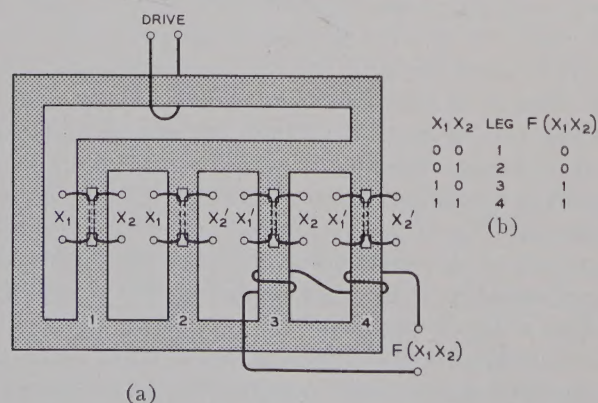 DRIVE
X₁ X₂ X₁ X₂' X₁' X₂ X₁' X₂'
1 2 3 4
F(X₁X₂)
(a)
X₁ X₂ LEG F(X₁X₂)
0 0 1 0
0 1 2 0
1 0 3 1
1 1 4 1
(b)